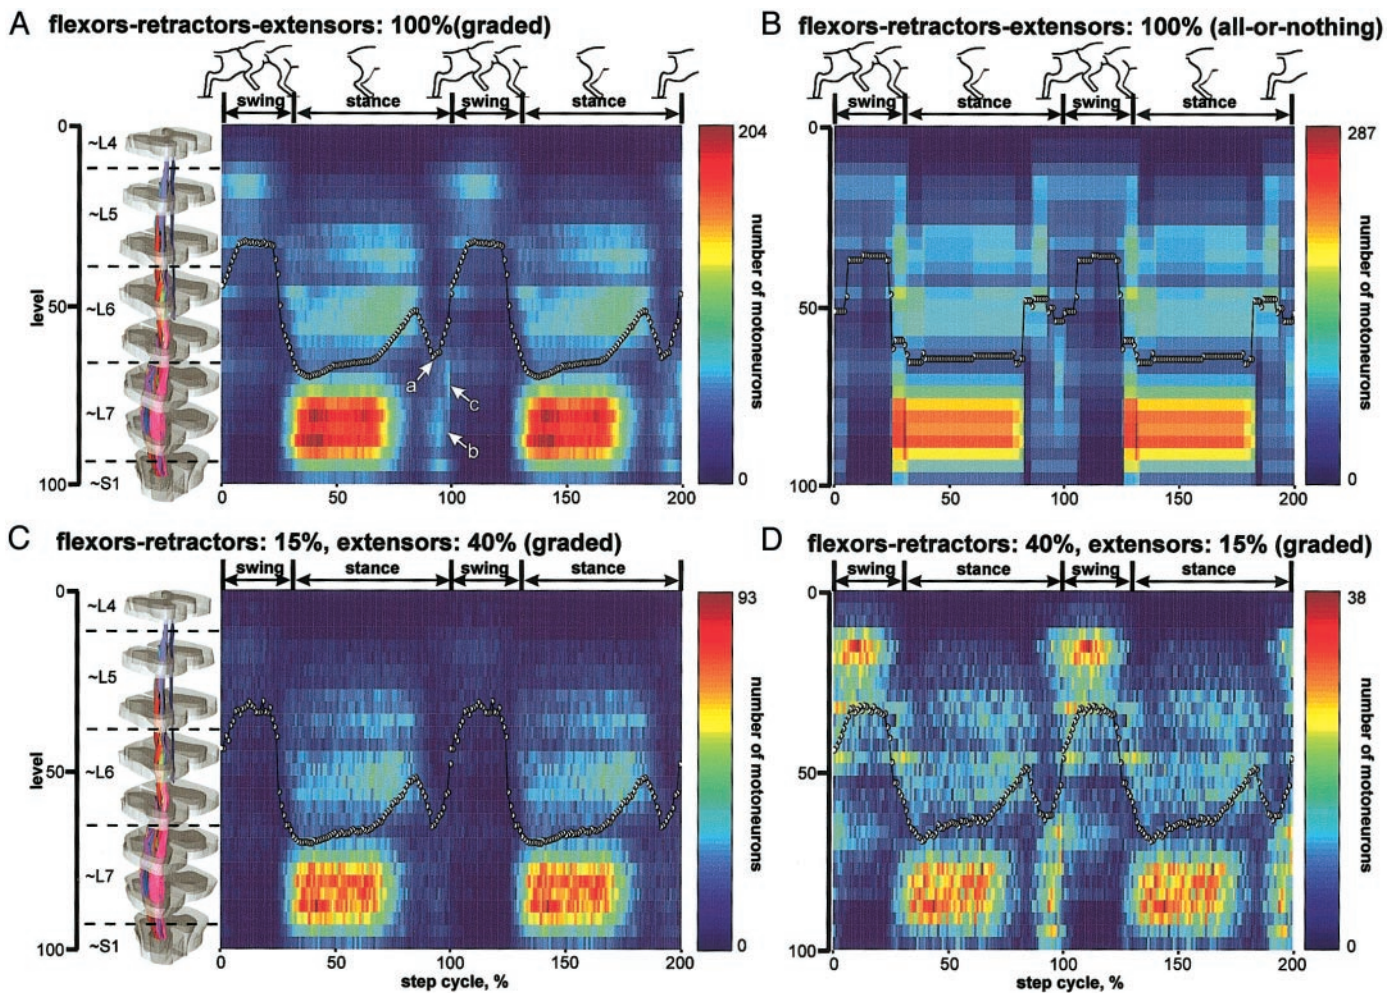 A flexors-retractors-extensors: 100%(graded)
swing stance swing stance
0
~L4
~L5
level
50
~L6
~L7
100
~S1
a
c
b
0 50 100 150 200
204
number of motoneurons
0
B flexors-retractors-extensors: 100% (all-or-nothing)
swing stance swing stance
0
50
100
0 50 100 150 200
287
number of motoneurons
0
C flexors-retractors: 15%, extensors: 40% (graded)
swing stance swing stance
0
~L4
~L5
level
50
~L6
~L7
100
~S1
0 50 100 150 200
step cycle, %
93
number of motoneurons
0
D flexors-retractors: 40%, extensors: 15% (graded)
swing stance swing stance
0
50
100
0 50 100 150 200
step cycle, %
38
number of motoneurons
0